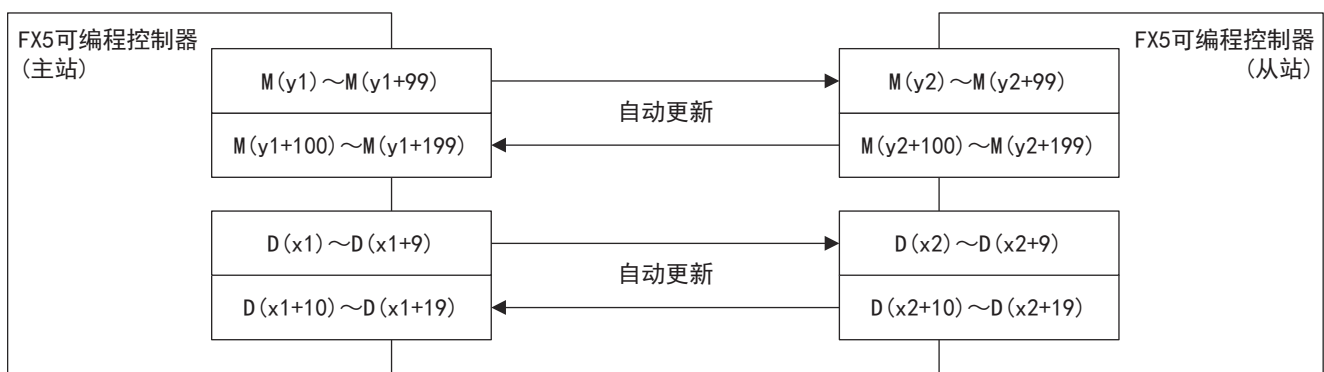 FX5可编程控制器
(主站)
FX5可编程控制器
(从站)
M(y1)～M(y1+99)
自动更新
M(y2)～M(y2+99)
M(y1+100)～M(y1+199)
M(y2+100)～M(y2+199)
D(x1)～D(x1+9)
自动更新
D(x2)～D(x2+9)
D(x1+10)～D(x1+19)
D(x2+10)～D(x2+19)